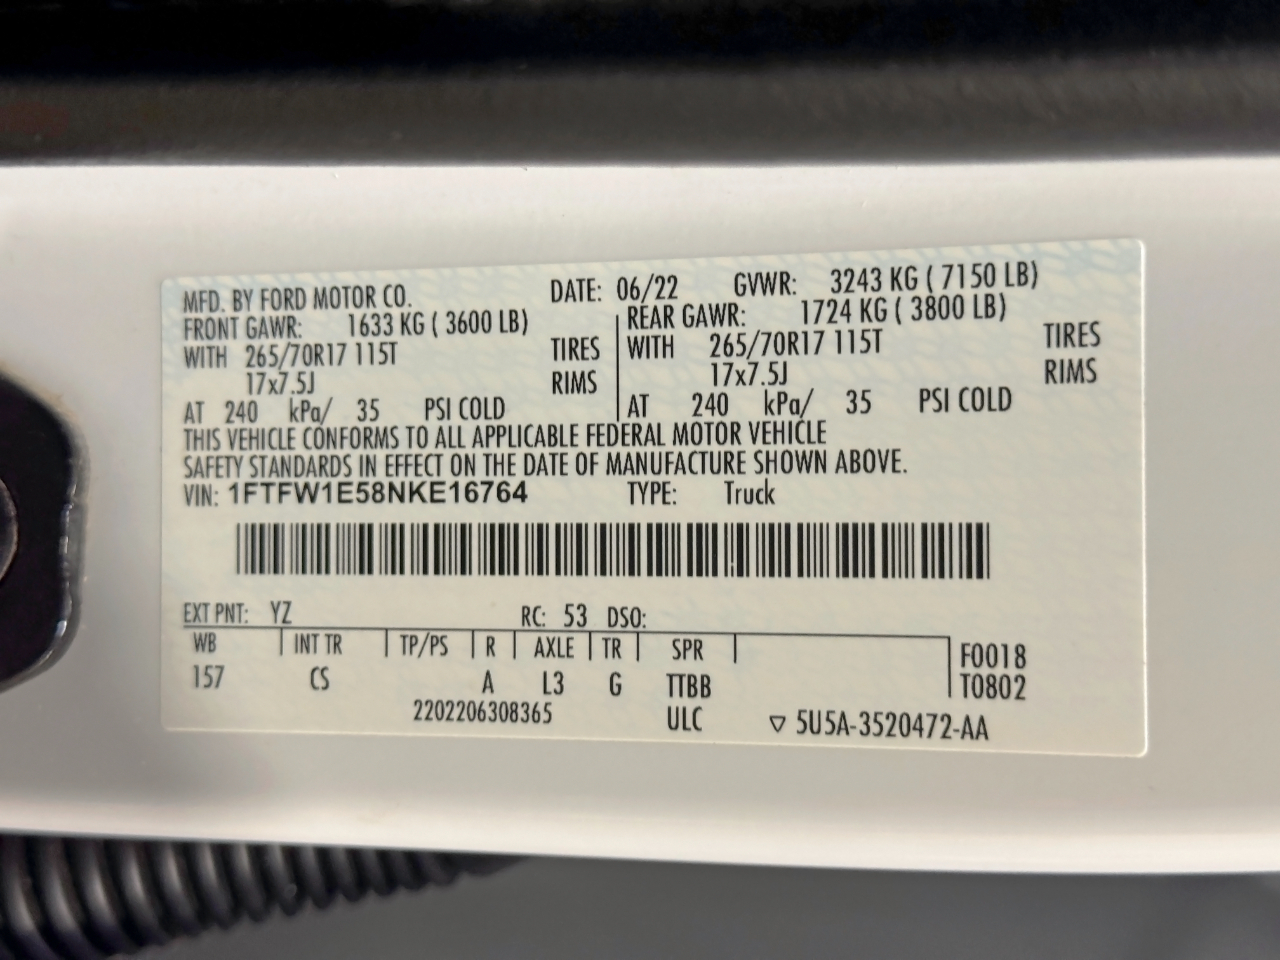 MFD. BY FORD MOTOR CO. DATE: 06/22 GVWR: 3243 KG ( 7150 LB)
FRONT GAWR: 1633 KG ( 3600 LB) REAR GAWR: 1724 KG ( 3800 LB)
WITH 265/70R17 115T TIRES WITH 265/70R17 115T TIRES
17x7.5J RIMS 17x7.5J RIMS
AT 240 kPa/ 35 PSI COLD AT 240 kPa/ 35 PSI COLD
THIS VEHICLE CONFORMS TO ALL APPLICABLE FEDERAL MOTOR VEHICLE
SAFETY STANDARDS IN EFFECT ON THE DATE OF MANUFACTURE SHOWN ABOVE.
VIN: 1FTFW1E58NKE16764 TYPE: Truck
EXT PNT: YZ RC: 53 DSO:
WB INT TR TP/PS R AXLE TR SPR F0018
157 CS A L3 G TTBB T0802
2202206308365 ULC ▽ 5U5A-3520472-AA